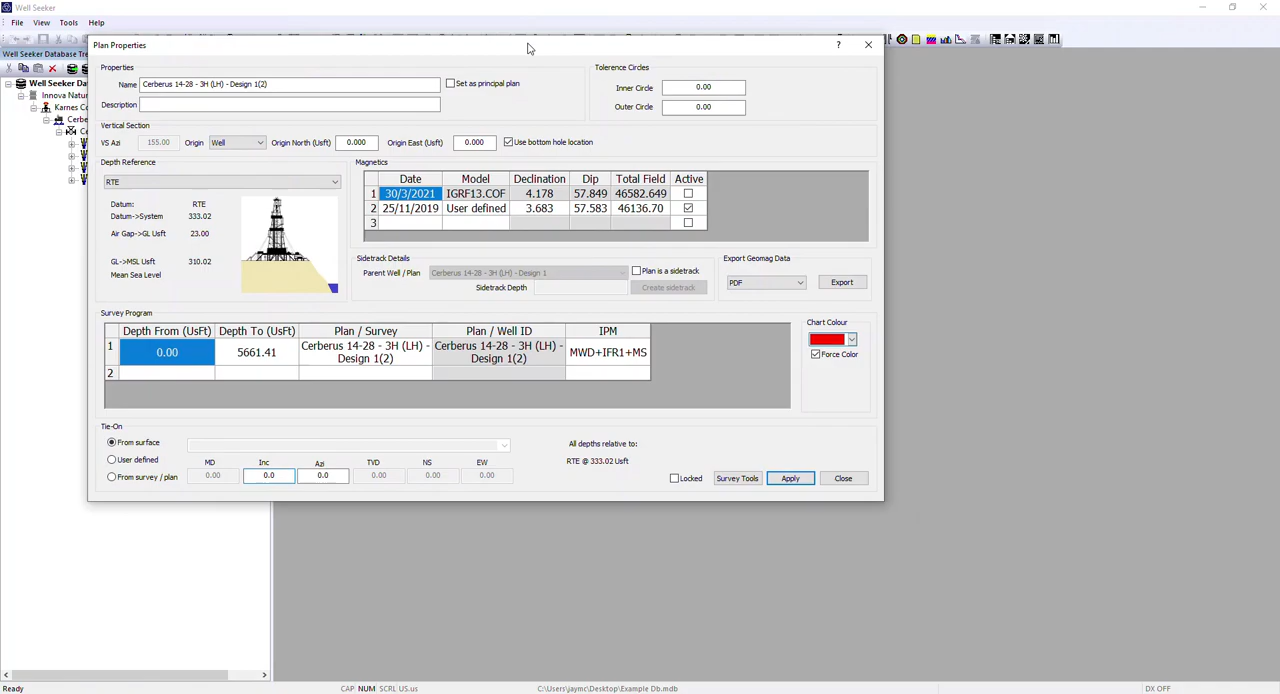 Well Seeker
File View Tools Help
Well Seeker Database Tre
Well Seeker Da
Innova Natur
Karnes Co
Cerbe
Ce
Plan Properties
?
Properties
Name Cerberus 14-28 - 3H (LH) - Design 1(2) Set as principal plan
Description
Tolerance Circles
Inner Circle 0.00
Outer Circle 0.00
Vertical Section
VS Azi 155.00 Origin Well Origin North (Usft) 0.000 Origin East (Usft) 0.000 Use bottom hole location
Depth Reference
RTE
Datum: RTE
Datum->System 333.02
Air Gap->GL Usft 23.00
GL->MSL Usft 310.02
Mean Sea Level
Magnetics
Date Model Declination Dip Total Field Active
1 30/3/2021 IGRF13.COF 4.178 57.849 46582.649
2 25/11/2019 User defined 3.683 57.583 46136.70
3
Sidetrack Details
Parent Well / Plan Cerberus 14-28 - 3H (LH) - Design 1 Plan is a sidetrack
Sidetrack Depth Create sidetrack
Export Geomag Data
PDF Export
Survey Program
Depth From (UsFt) Depth To (UsFt) Plan / Survey Plan / Well ID IPM
1 0.00 5661.41 Cerberus 14-28 - 3H (LH) - Design 1(2) Cerberus 14-28 - 3H (LH) - Design 1(2) MWD+IFR1+MS
2
Chart Colour
Force Color
Tie-On
From surface
User defined
From survey / plan
MD Inc Azi TVD NS EW
0.00 0.0 0.0 0.00 0.00 0.00
All depths relative to:
RTE @ 333.02 Usft
Locked Survey Tools Apply Close
Ready CAP NUM SCRL US.us C:\Users\jaymc\Desktop\Example Db.mdb DX OFF